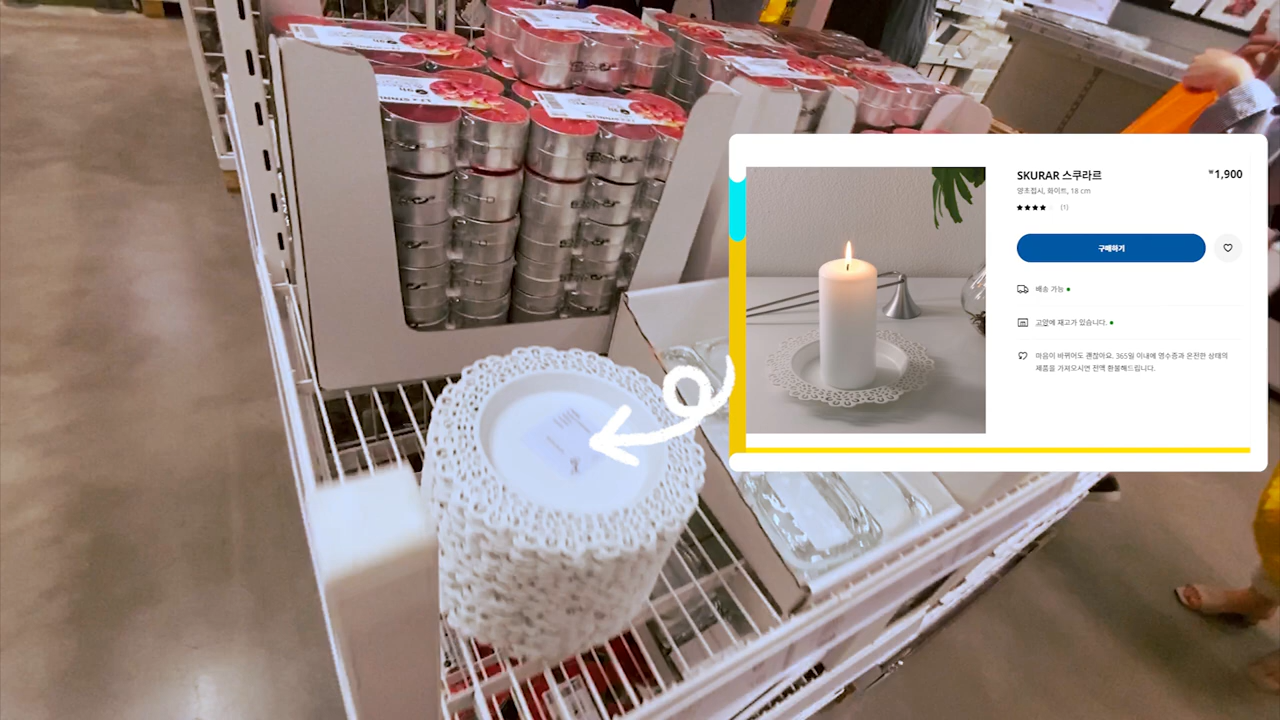 SKURAR 스쿠라르
₩1,900
양초접시, 화이트, 18 cm
(1)
구매하기
배송 가능
고양에 재고가 있습니다.
마음이 바뀌어도 괜찮아요. 365일 이내에 영수증과 온전한 상태의
제품을 가져오시면 전액 환불해드립니다.